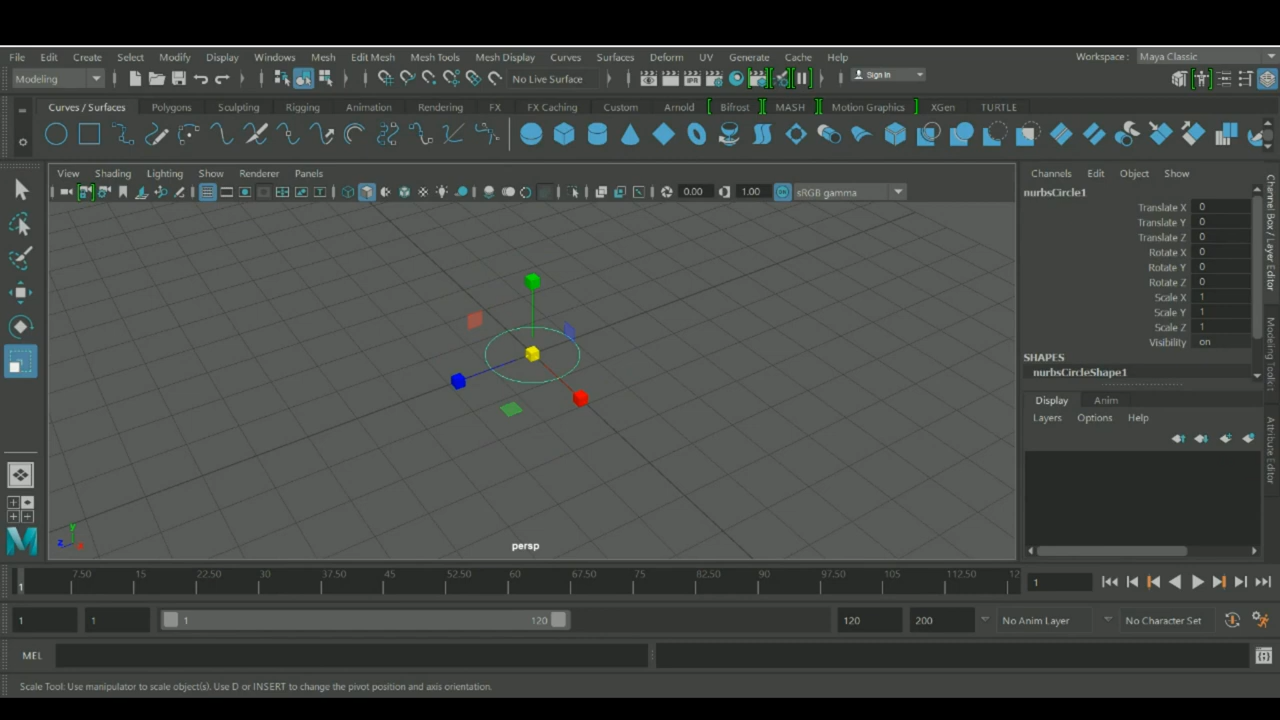 File Edit Create Select Modify Display Windows Mesh Edit Mesh Mesh Tools Mesh Display Curves Surfaces Deform UV Generate Cache Help Workspace : Maya Classic
Modeling No Live Surface Sign In
Curves / Surfaces Polygons Sculpting Rigging Animation Rendering FX FX Caching Custom Arnold Bifrost MASH Motion Graphics XGen TURTLE
View Shading Lighting Show Renderer Panels
IPR
0.00 1.00 sRGB gamma
Channels Edit Object Show
nurbsCircle1
Translate X 0
Translate Y 0
Translate Z 0
Rotate X 0
Rotate Y 0
Rotate Z 0
Scale X 1
Scale Y 1
Scale Z 1
Visibility on
SHAPES
nurbsCircleShape1
Display Anim
Layers Options Help
Channel Box / Layer Editor
Modeling Toolkit
Attribute Editor
y
z x
persp
1 7.50 15 22.50 30 37.50 45 52.50 60 67.50 75 82.50 90 97.50 105 112.50 12
1
1 1 1 120 120 200 No Anim Layer No Character Set
MEL
Scale Tool: Use manipulator to scale object(s). Use D or INSERT to change the pivot position and axis orientation.